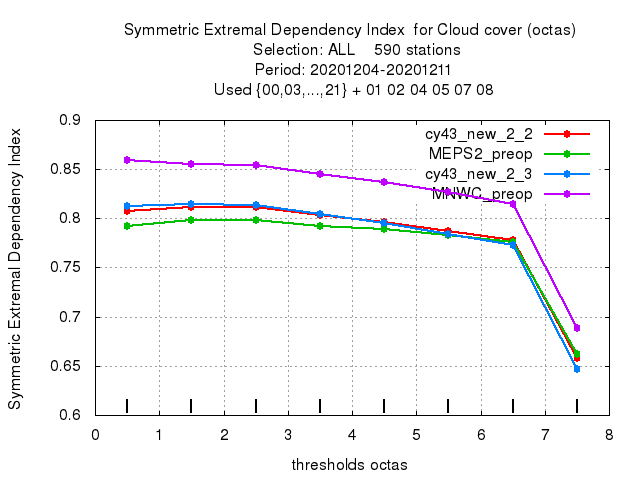 Symmetric Extremal Dependency Index  for Cloud cover (octas)
Selection: ALL    590 stations
Period: 20201204-20201211
Used {00,03,...,21} + 01 02 04 05 07 08
Symmetric Extremal Dependency Index
0.9
0.85
0.8
0.75
0.7
0.65
0.6
cy43_new_2_2
MEPS2_preop
cy43_new_2_3
MNWC_preop
0 1 2 3 4 5 6 7 8
thresholds octas